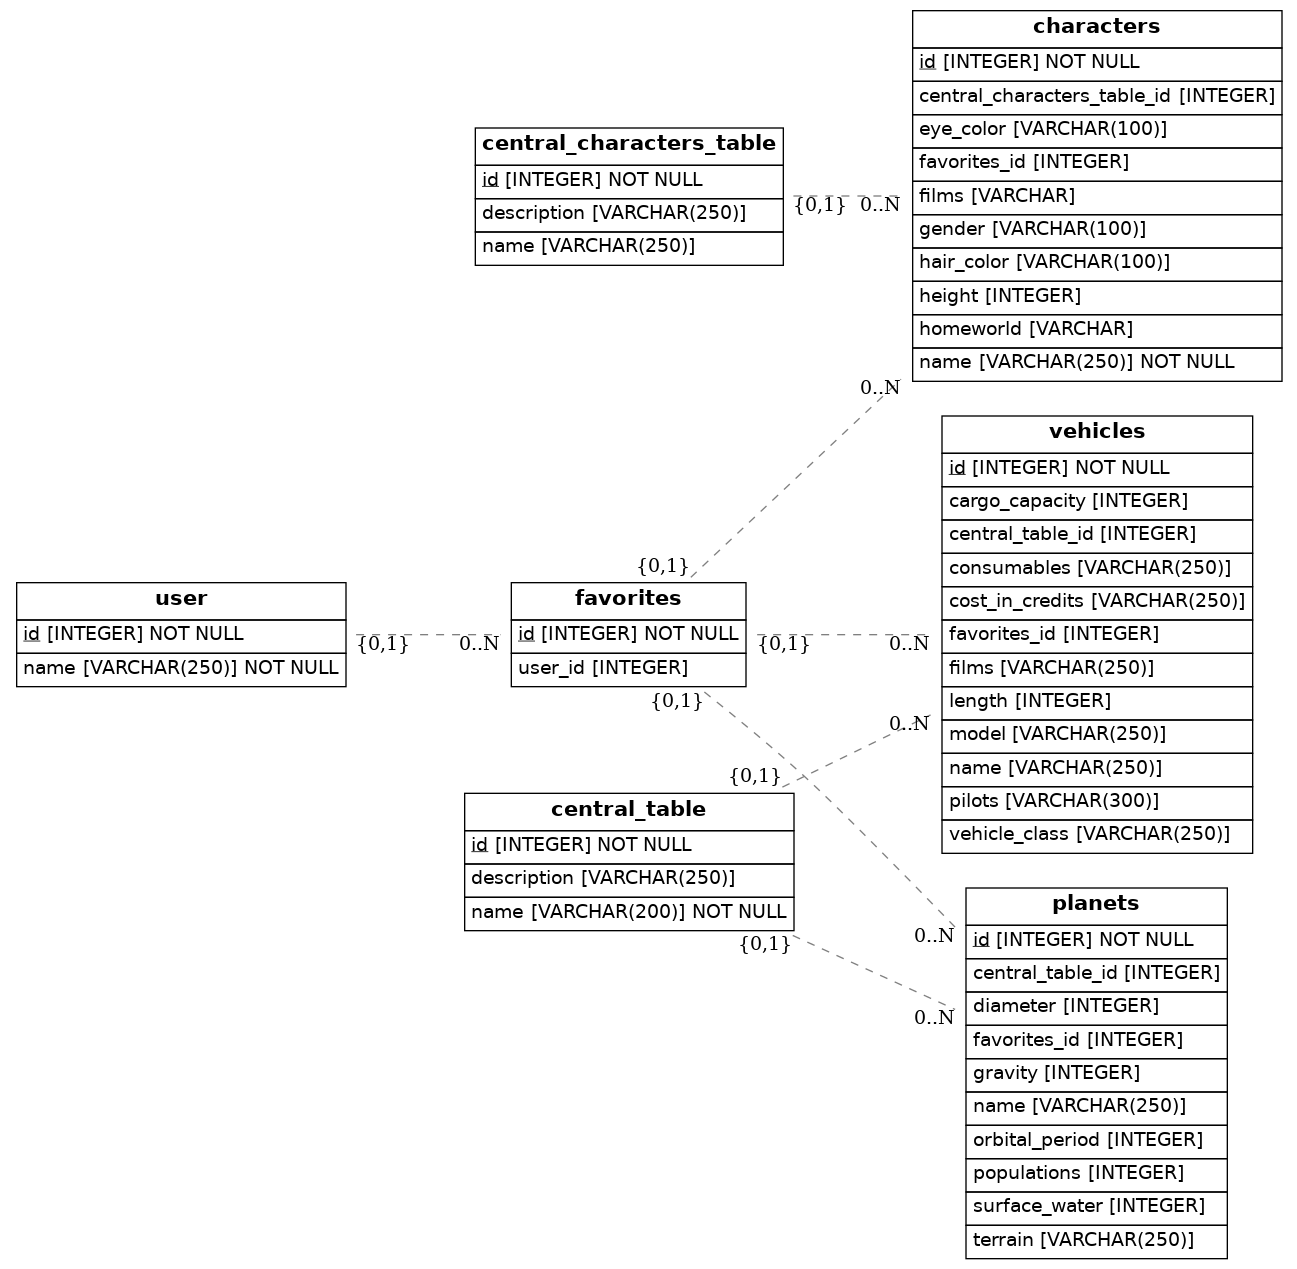 characters
id [INTEGER] NOT NULL
central_characters_table_id [INTEGER]
eye_color [VARCHAR(100)]
favorites_id [INTEGER]
films [VARCHAR]
gender [VARCHAR(100)]
hair_color [VARCHAR(100)]
height [INTEGER]
homeworld [VARCHAR]
name [VARCHAR(250)] NOT NULL
central_characters_table
id [INTEGER] NOT NULL
description [VARCHAR(250)]
name [VARCHAR(250)]
{0,1} 0..N
0..N
{0,1}
vehicles
id [INTEGER] NOT NULL
cargo_capacity [INTEGER]
central_table_id [INTEGER]
consumables [VARCHAR(250)]
cost_in_credits [VARCHAR(250)]
favorites_id [INTEGER]
films [VARCHAR(250)]
length [INTEGER]
model [VARCHAR(250)]
name [VARCHAR(250)]
pilots [VARCHAR(300)]
vehicle_class [VARCHAR(250)]
user
id [INTEGER] NOT NULL
name [VARCHAR(250)] NOT NULL
{0,1} 0..N
favorites
id [INTEGER] NOT NULL
user_id [INTEGER]
{0,1} 0..N
{0,1}
0..N
{0,1}
central_table
id [INTEGER] NOT NULL
description [VARCHAR(250)]
name [VARCHAR(200)] NOT NULL
{0,1}
0..N
0..N
planets
id [INTEGER] NOT NULL
central_table_id [INTEGER]
diameter [INTEGER]
favorites_id [INTEGER]
gravity [INTEGER]
name [VARCHAR(250)]
orbital_period [INTEGER]
populations [INTEGER]
surface_water [INTEGER]
terrain [VARCHAR(250)]